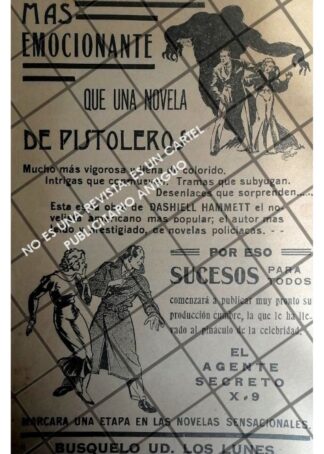 MAS
EMOCIONANTE
QUE UNA NOVELA
DE PISTOLEROS
Mucho más vigorosa y llena de colorido.
Intrigas que conmueven. Tramas que subyugan.
Desenlaces que sorprenden.....
Esta es la obra de DASHIELL HAMMETT el no-
velista americano mas popular; el autor mas
leido y investigado, de novelas policiacas.
NO ES UNA REVISTA. ES UN CARTEL
PUBLICITARIO ANTIGUO
POR ESO
SUCESOS PARA TODOS
comenzará a publicar muy pronto su
producción cumbre, la que le ha lle-
vado al pináculo de la celebridad.
EL
AGENTE
SECRETO
X-9
MARCARA UNA ETAPA EN LAS NOVELAS SENSACIONALES.
BUSQUELO UD. LOS LUNES